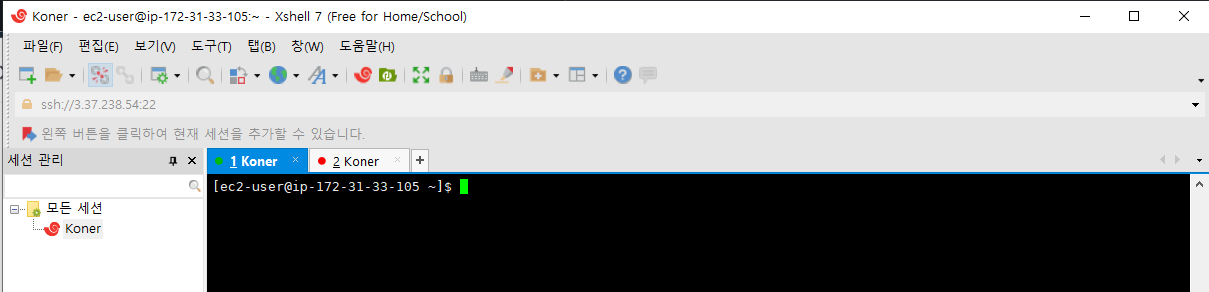 Koner - ec2-user@ip-172-31-33-105:~ - Xshell 7 (Free for Home/School)
파일(F) 편집(E) 보기(V) 도구(T) 탭(B) 창(W) 도움말(H)
ssh://3.37.238.54:22
왼쪽 버튼을 클릭하여 현재 세션을 추가할 수 있습니다.
세션 관리
1 Koner
2 Koner
[ec2-user@ip-172-31-33-105 ~]$
모든 세션
Koner